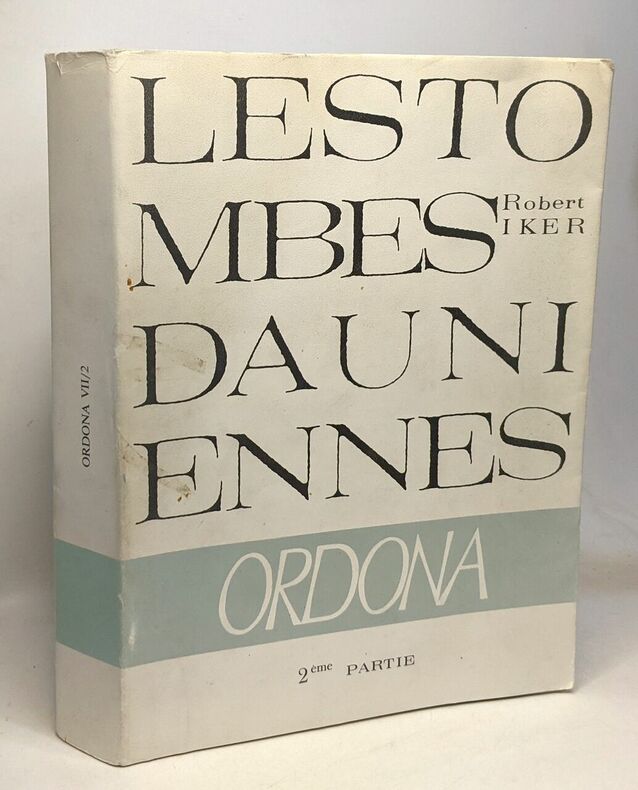 LESTO
MBES
Robert
IKER
DAUNI
ENNES
ORDONA
2ème PARTIE
ORDONA VII/2